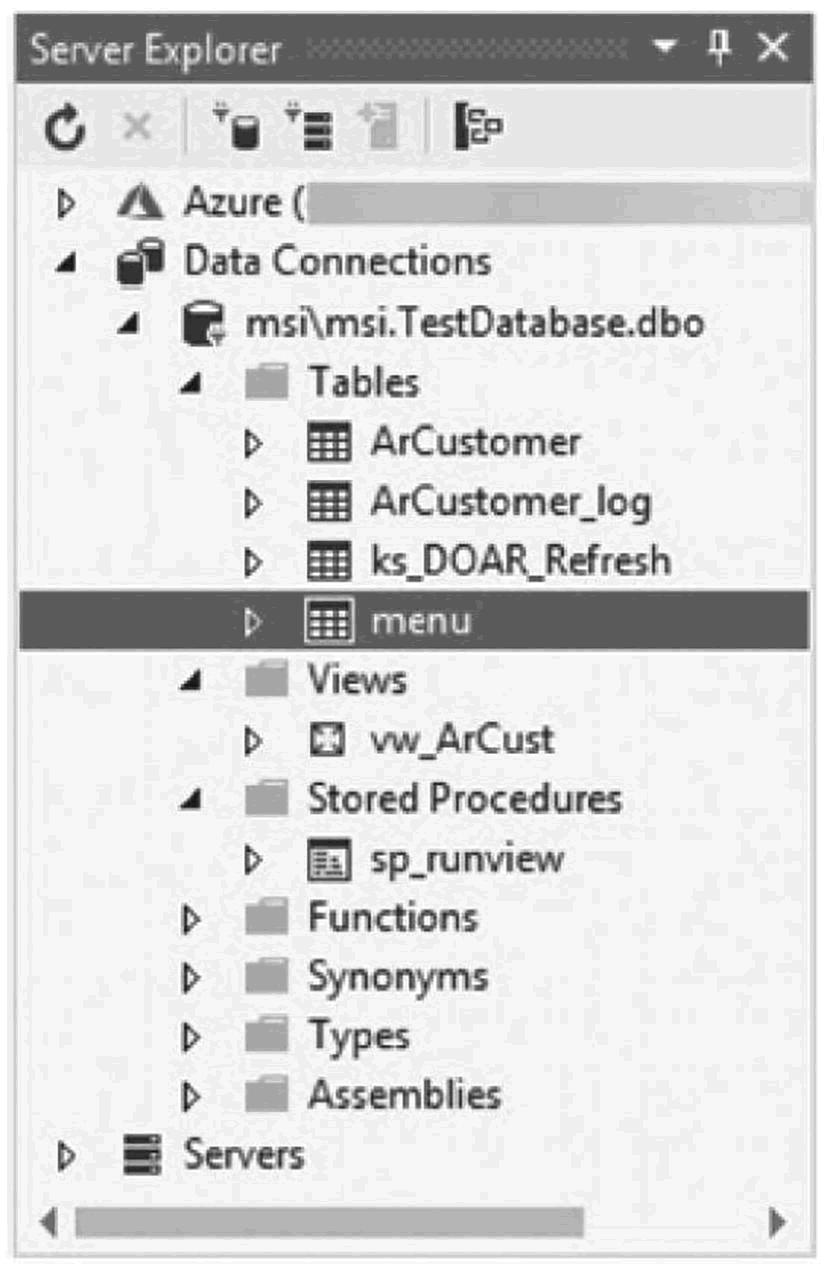 Server Explorer
Azure (
Data Connections
msi\msi.TestDatabase.dbo
Tables
ArCustomer
ArCustomer_log
ks_DOAR_Refresh
menu
Views
vw_ArCust
Stored Procedures
sp_runview
Functions
Synonyms
Types
Assemblies
Servers